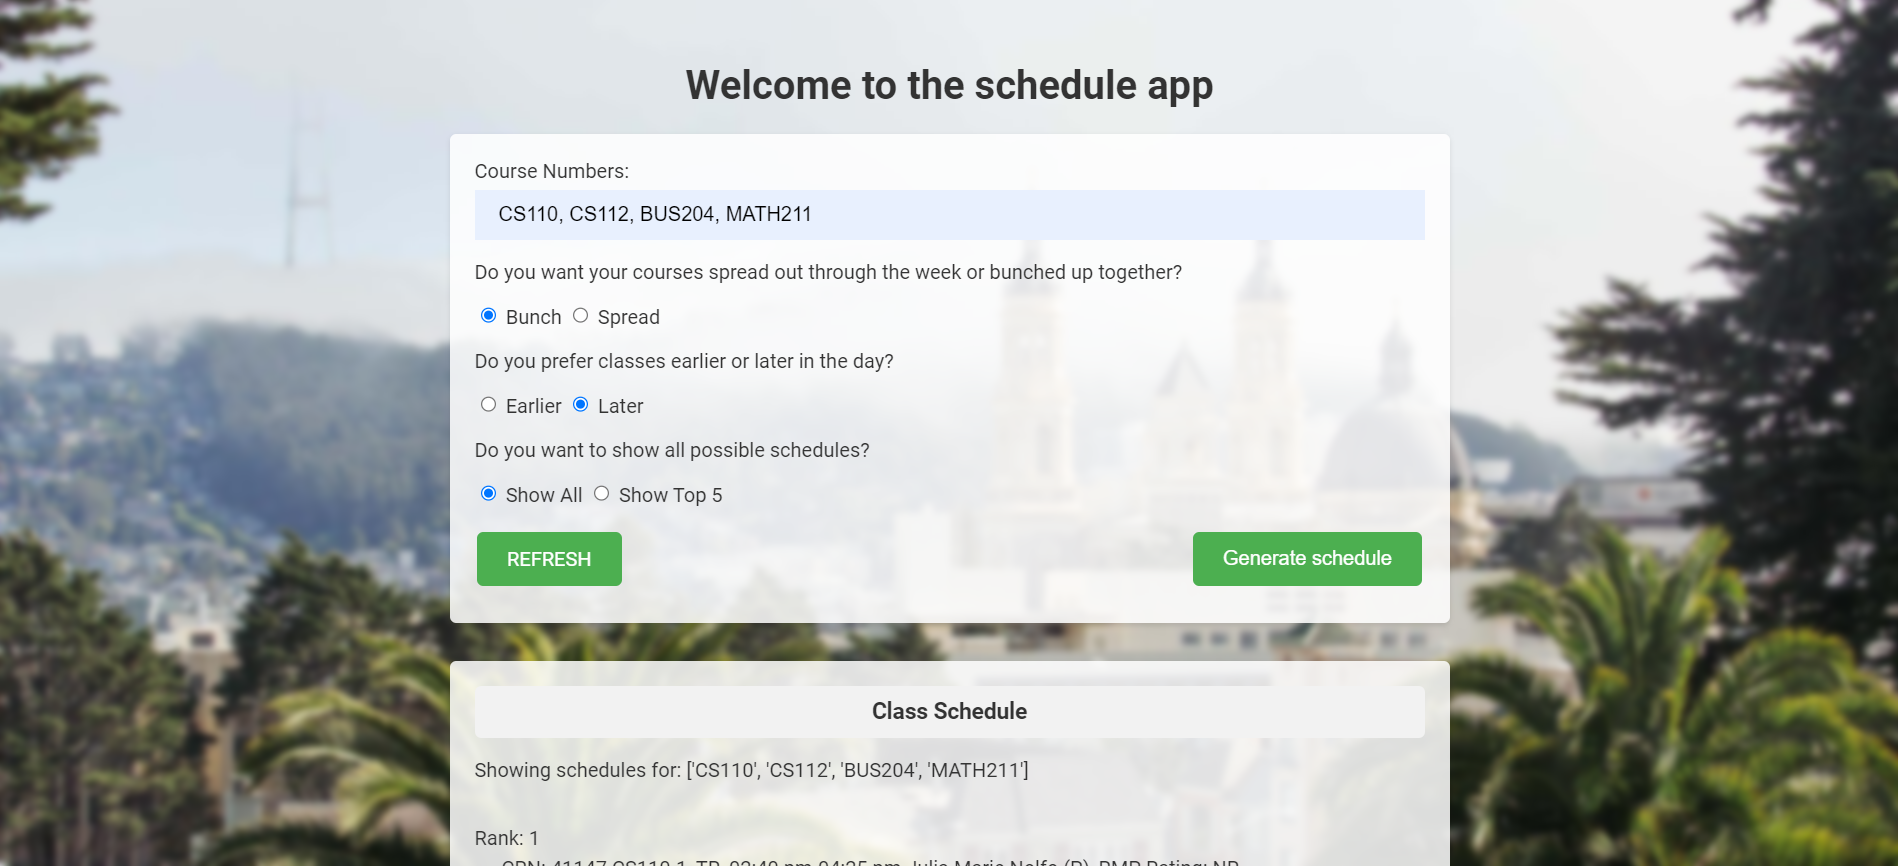 Welcome to the schedule app
Course Numbers:
CS110, CS112, BUS204, MATH211
Do you want your courses spread out through the week or bunched up together?
Bunch Spread
Do you prefer classes earlier or later in the day?
Earlier Later
Do you want to show all possible schedules?
Show All Show Top 5
REFRESH Generate schedule
Class Schedule
Showing schedules for: ['CS110', 'CS112', 'BUS204', 'MATH211']
Rank: 1